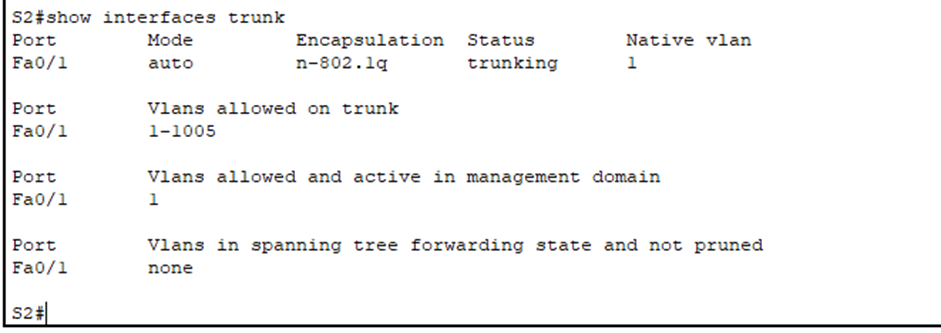 S2#show interfaces trunk
Port Mode Encapsulation Status Native vlan
Fa0/1 auto n-802.1q trunking 1
Port Vlans allowed on trunk
Fa0/1 1-1005
Port Vlans allowed and active in management domain
Fa0/1 1
Port Vlans in spanning tree forwarding state and not pruned
Fa0/1 none
S2#